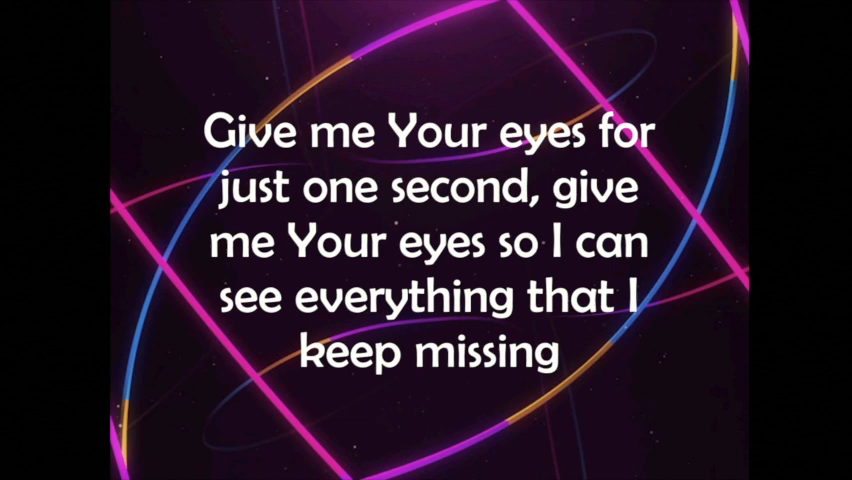 Give me Your eyes for
just one second, give
me Your eyes so I can
see everything that I
keep missing